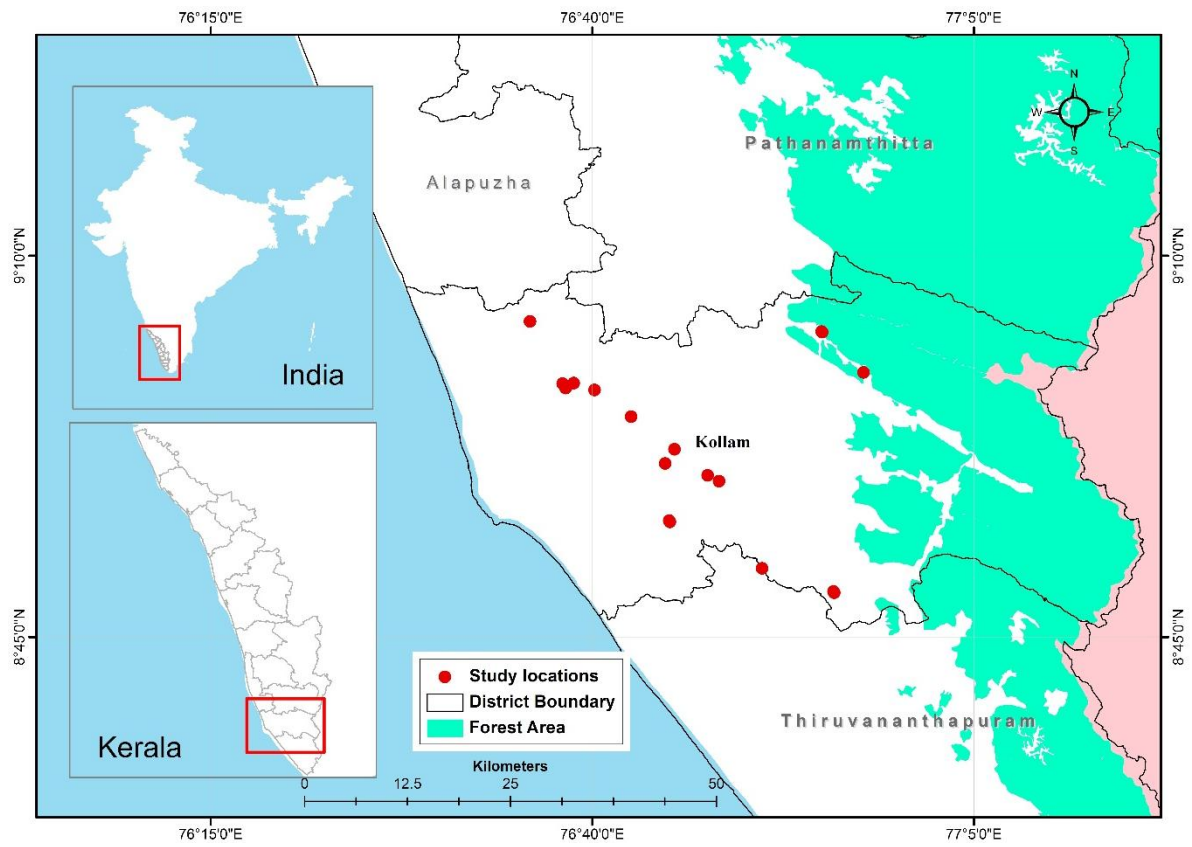 76°15'0"E
76°40'0"E
77°5'0"E
N
W
E
S
Pathanamthitta
Alapuzha
9°10'0"N
9°10'0"N
India
Kollam
8°45'0"N
8°45'0"N
Study locations
District Boundary
Forest Area
Thiruvananthapuram
Kerala
Kilometers
0
12.5
25
50
76°15'0"E
76°40'0"E
77°5'0"E